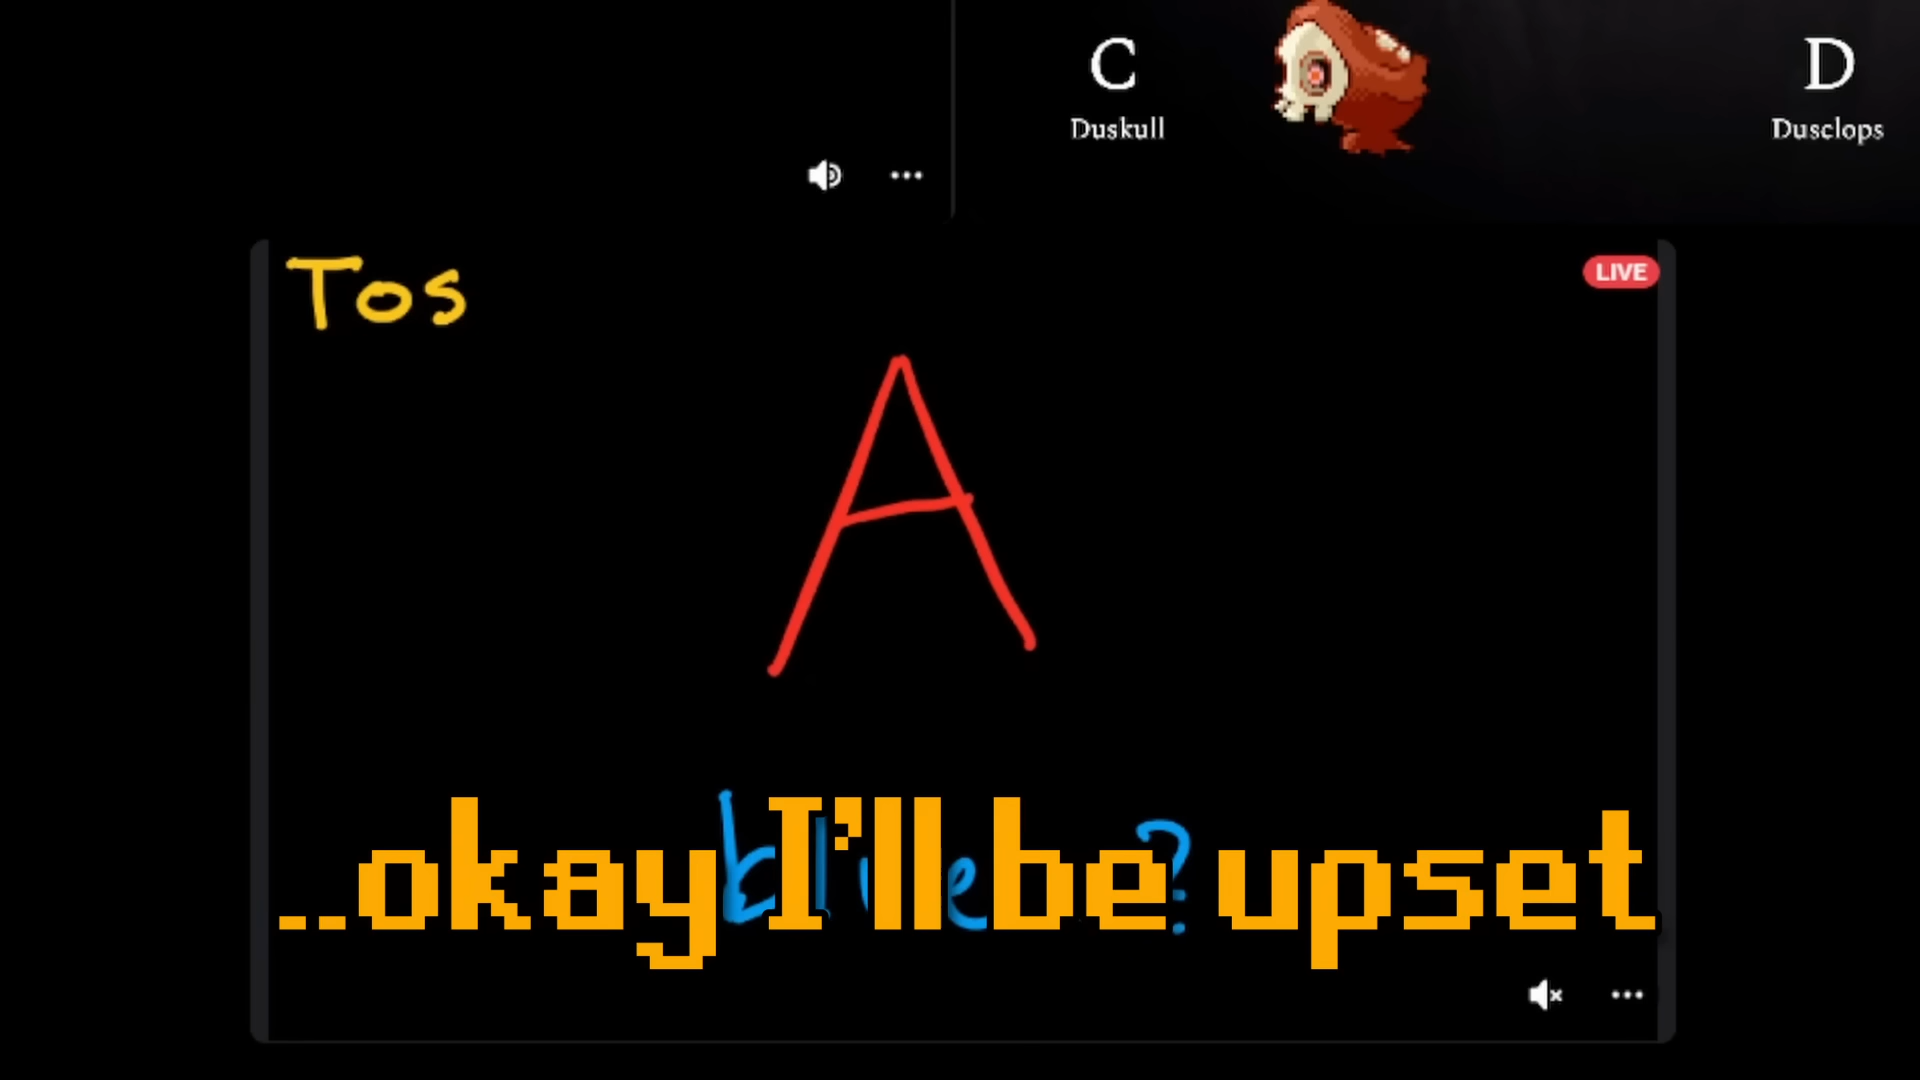 C
Duskull
D
Dusclops
Tos
LIVE
A
..okay I'll be upset